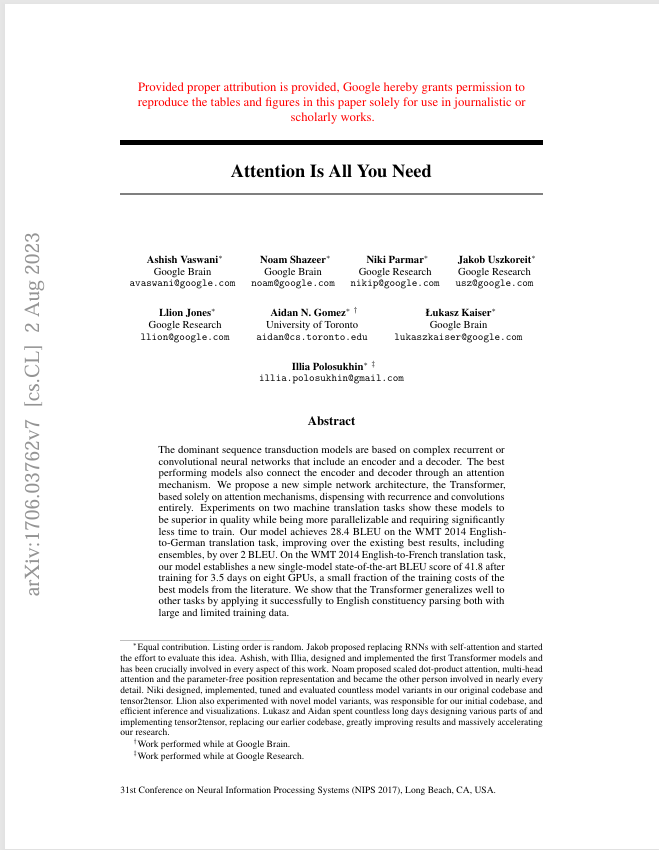 Provided proper attribution is provided, Google hereby grants permission to
reproduce the tables and figures in this paper solely for use in journalistic or
scholarly works.
Attention Is All You Need
Ashish Vaswani* Noam Shazeer* Niki Parmar* Jakob Uszkoreit*
Google Brain Google Brain Google Research Google Research
avaswani@google.com noam@google.com nikip@google.com usz@google.com
Llion Jones* Aidan N. Gomez* † Łukasz Kaiser*
Google Research University of Toronto Google Brain
llion@google.com aidan@cs.toronto.edu lukaszkaiser@google.com
Illia Polosukhin* ‡
illia.polosukhin@gmail.com
Abstract
The dominant sequence transduction models are based on complex recurrent or
convolutional neural networks that include an encoder and a decoder. The best
performing models also connect the encoder and decoder through an attention
mechanism. We propose a new simple network architecture, the Transformer,
based solely on attention mechanisms, dispensing with recurrence and convolutions
entirely. Experiments on two machine translation tasks show these models to
be superior in quality while being more parallelizable and requiring significantly
less time to train. Our model achieves 28.4 BLEU on the WMT 2014 English-
to-German translation task, improving over the existing best results, including
ensembles, by over 2 BLEU. On the WMT 2014 English-to-French translation task,
our model establishes a new single-model state-of-the-art BLEU score of 41.8 after
training for 3.5 days on eight GPUs, a small fraction of the training costs of the
best models from the literature. We show that the Transformer generalizes well to
other tasks by applying it successfully to English constituency parsing both with
large and limited training data.
*Equal contribution. Listing order is random. Jakob proposed replacing RNNs with self-attention and started
the effort to evaluate this idea. Ashish, with Illia, designed and implemented the first Transformer models and
has been crucially involved in every aspect of this work. Noam proposed scaled dot-product attention, multi-head
attention and the parameter-free position representation and became the other person involved in nearly every
detail. Niki designed, implemented, tuned and evaluated countless model variants in our original codebase and
tensor2tensor. Llion also experimented with novel model variants, was responsible for our initial codebase, and
efficient inference and visualizations. Lukasz and Aidan spent countless long days designing various parts of and
implementing tensor2tensor, replacing our earlier codebase, greatly improving results and massively accelerating
our research.
†Work performed while at Google Brain.
‡Work performed while at Google Research.
31st Conference on Neural Information Processing Systems (NIPS 2017), Long Beach, CA, USA.
arXiv:1706.03762v7 [cs.CL] 2 Aug 2023